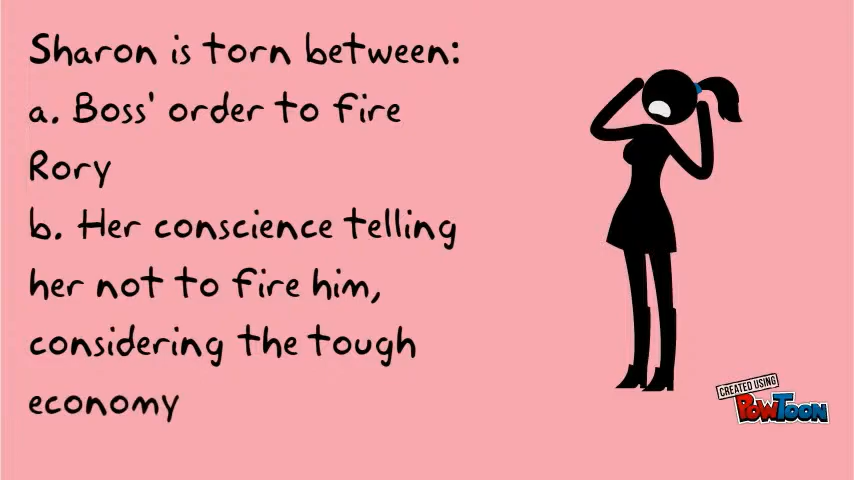 Sharon is torn between:
a. Boss' order to fire
Rory
b. Her conscience telling
her not to fire him,
considering the tough
economy
CREATED USING
POWTOON